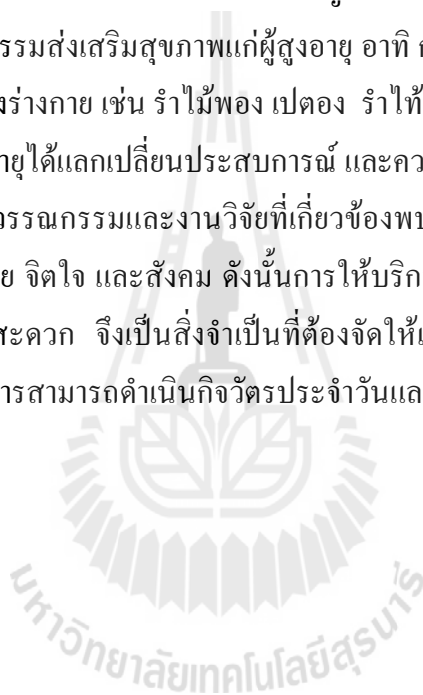 รรมส่งเสริมสุขภาพแก่ผู้สูงอายุ อาทิ ก
งร่างกาย เช่น รำไม้พอง เปตอง รำไท้
ายุได้แลกเปลี่ยนประสบการณ์ และคว
วรรณกรรมและงานวิจัยที่เกี่ยวข้องพบ
ย จิตใจ และสังคม ดังนั้นการให้บริก
สะดวก จึงเป็นสิ่งจำเป็นที่ต้องจัดให้แ
การสามารถดำเนินกิจวัตรประจำวันแล
มหาวิทยาลัยเทคโนโลยีสุรนารี